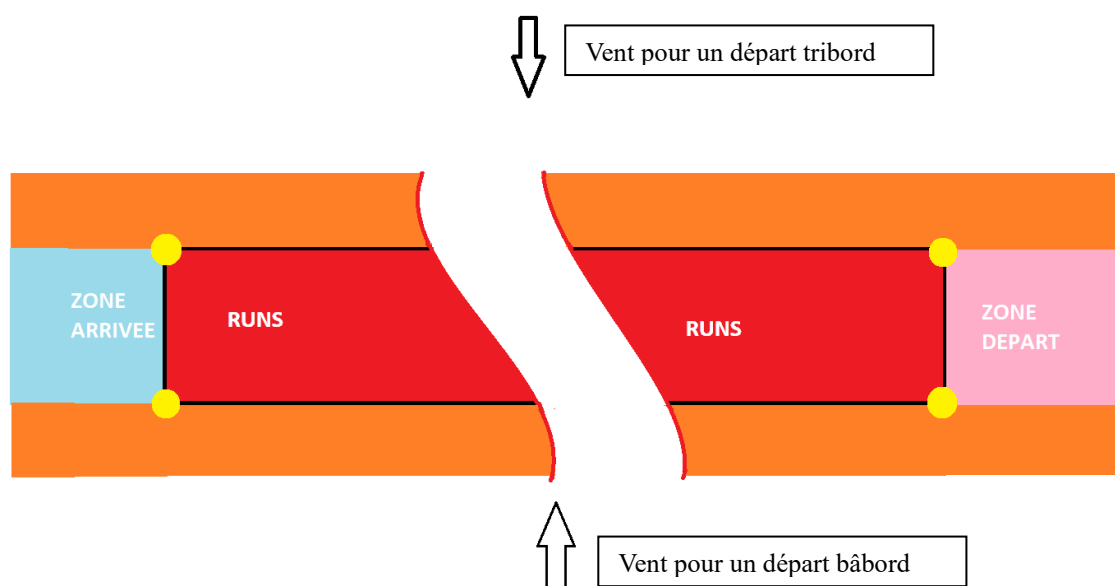 Vent pour un départ tribord
ZONE
ARRIVEE
RUNS
RUNS
ZONE
DEPART
Vent pour un départ bâbord